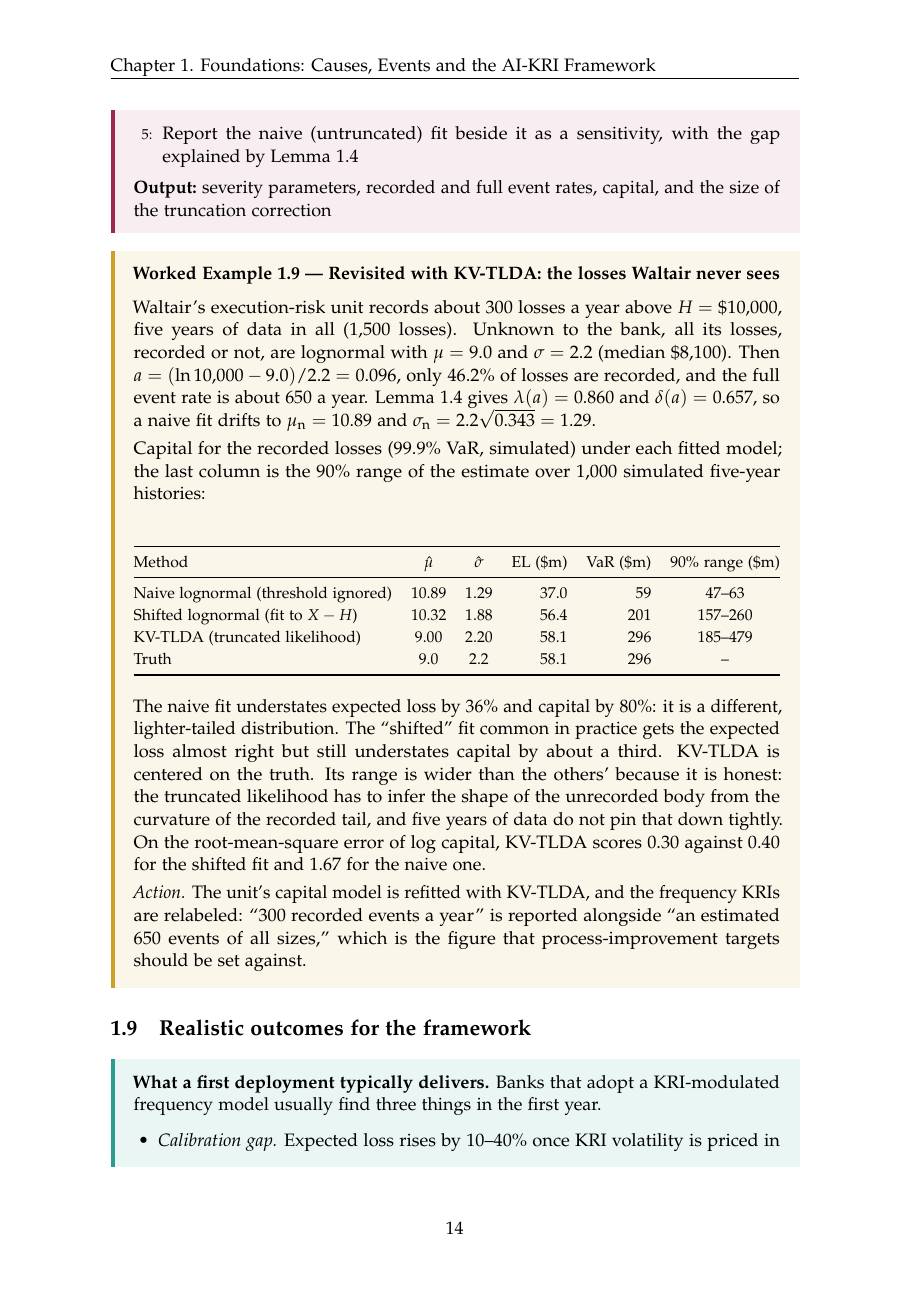 Chapter 1. Foundations: Causes, Events and the AI-KRI Framework
5: Report the naive (untruncated) fit beside it as a sensitivity, with the gap
explained by Lemma 1.4
Output: severity parameters, recorded and full event rates, capital, and the size of
the truncation correction
Worked Example 1.9 — Revisited with KV-TLDA: the losses Waltair never sees
Waltair's execution-risk unit records about 300 losses a year above H = $10,000,
five years of data in all (1,500 losses). Unknown to the bank, all its losses,
recorded or not, are lognormal with μ = 9.0 and σ = 2.2 (median $8,100). Then
a = (ln 10,000 − 9.0)/2.2 = 0.096, only 46.2% of losses are recorded, and the full
event rate is about 650 a year. Lemma 1.4 gives λ(a) = 0.860 and δ(a) = 0.657, so
a naive fit drifts to μₙ = 10.89 and σₙ = 2.2√0.343 = 1.29.
Capital for the recorded losses (99.9% VaR, simulated) under each fitted model;
the last column is the 90% range of the estimate over 1,000 simulated five-year
histories:
Method μ̂ σ̂ EL ($m) VaR ($m) 90% range ($m)
Naive lognormal (threshold ignored) 10.89 1.29 37.0 59 47–63
Shifted lognormal (fit to X − H) 10.32 1.88 56.4 201 157–260
KV-TLDA (truncated likelihood) 9.00 2.20 58.1 296 185–479
Truth 9.0 2.2 58.1 296 –
The naive fit understates expected loss by 36% and capital by 80%: it is a different,
lighter-tailed distribution. The "shifted" fit common in practice gets the expected
loss almost right but still understates capital by about a third. KV-TLDA is
centered on the truth. Its range is wider than the others' because it is honest:
the truncated likelihood has to infer the shape of the unrecorded body from the
curvature of the recorded tail, and five years of data do not pin that down tightly.
On the root-mean-square error of log capital, KV-TLDA scores 0.30 against 0.40
for the shifted fit and 1.67 for the naive one.
Action. The unit's capital model is refitted with KV-TLDA, and the frequency KRIs
are relabeled: "300 recorded events a year" is reported alongside "an estimated
650 events of all sizes," which is the figure that process-improvement targets
should be set against.
1.9 Realistic outcomes for the framework
What a first deployment typically delivers. Banks that adopt a KRI-modulated
frequency model usually find three things in the first year.
• Calibration gap. Expected loss rises by 10–40% once KRI volatility is priced in
14